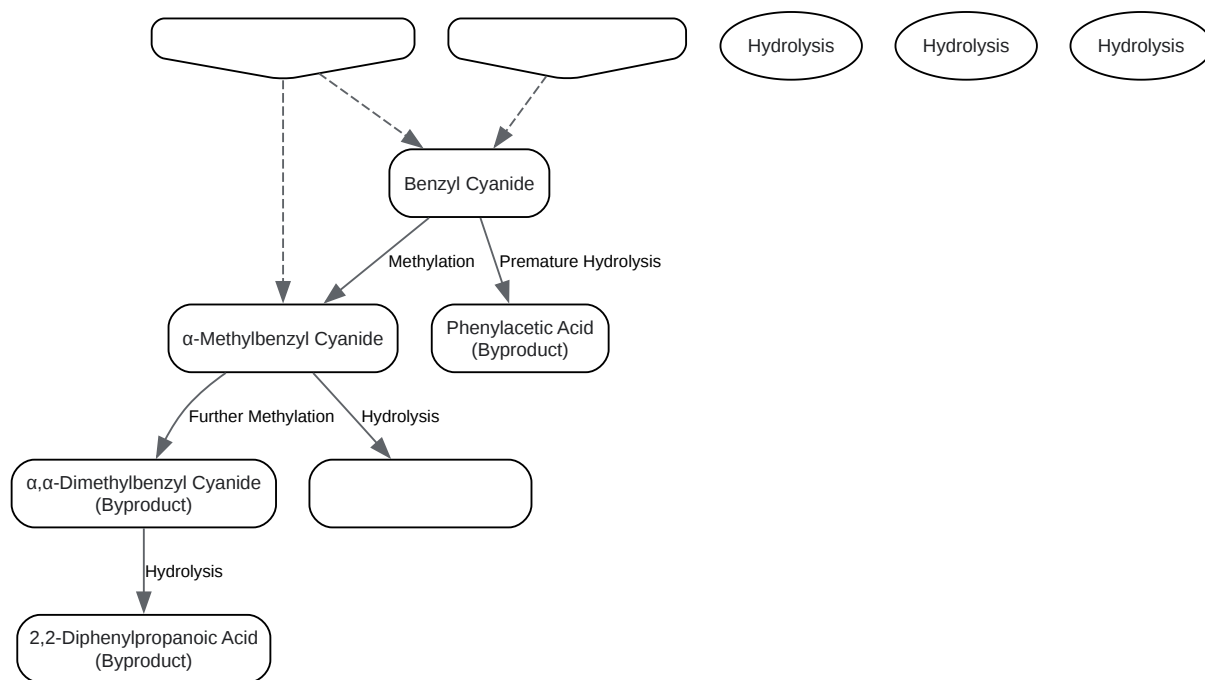 Hydrolysis
Hydrolysis
Hydrolysis
Benzyl Cyanide
Methylation
Premature Hydrolysis
α-Methylbenzyl Cyanide
Phenylacetic Acid
(Byproduct)
Further Methylation
Hydrolysis
α,α-Dimethylbenzyl Cyanide
(Byproduct)
Hydrolysis
2,2-Diphenylpropanoic Acid
(Byproduct)